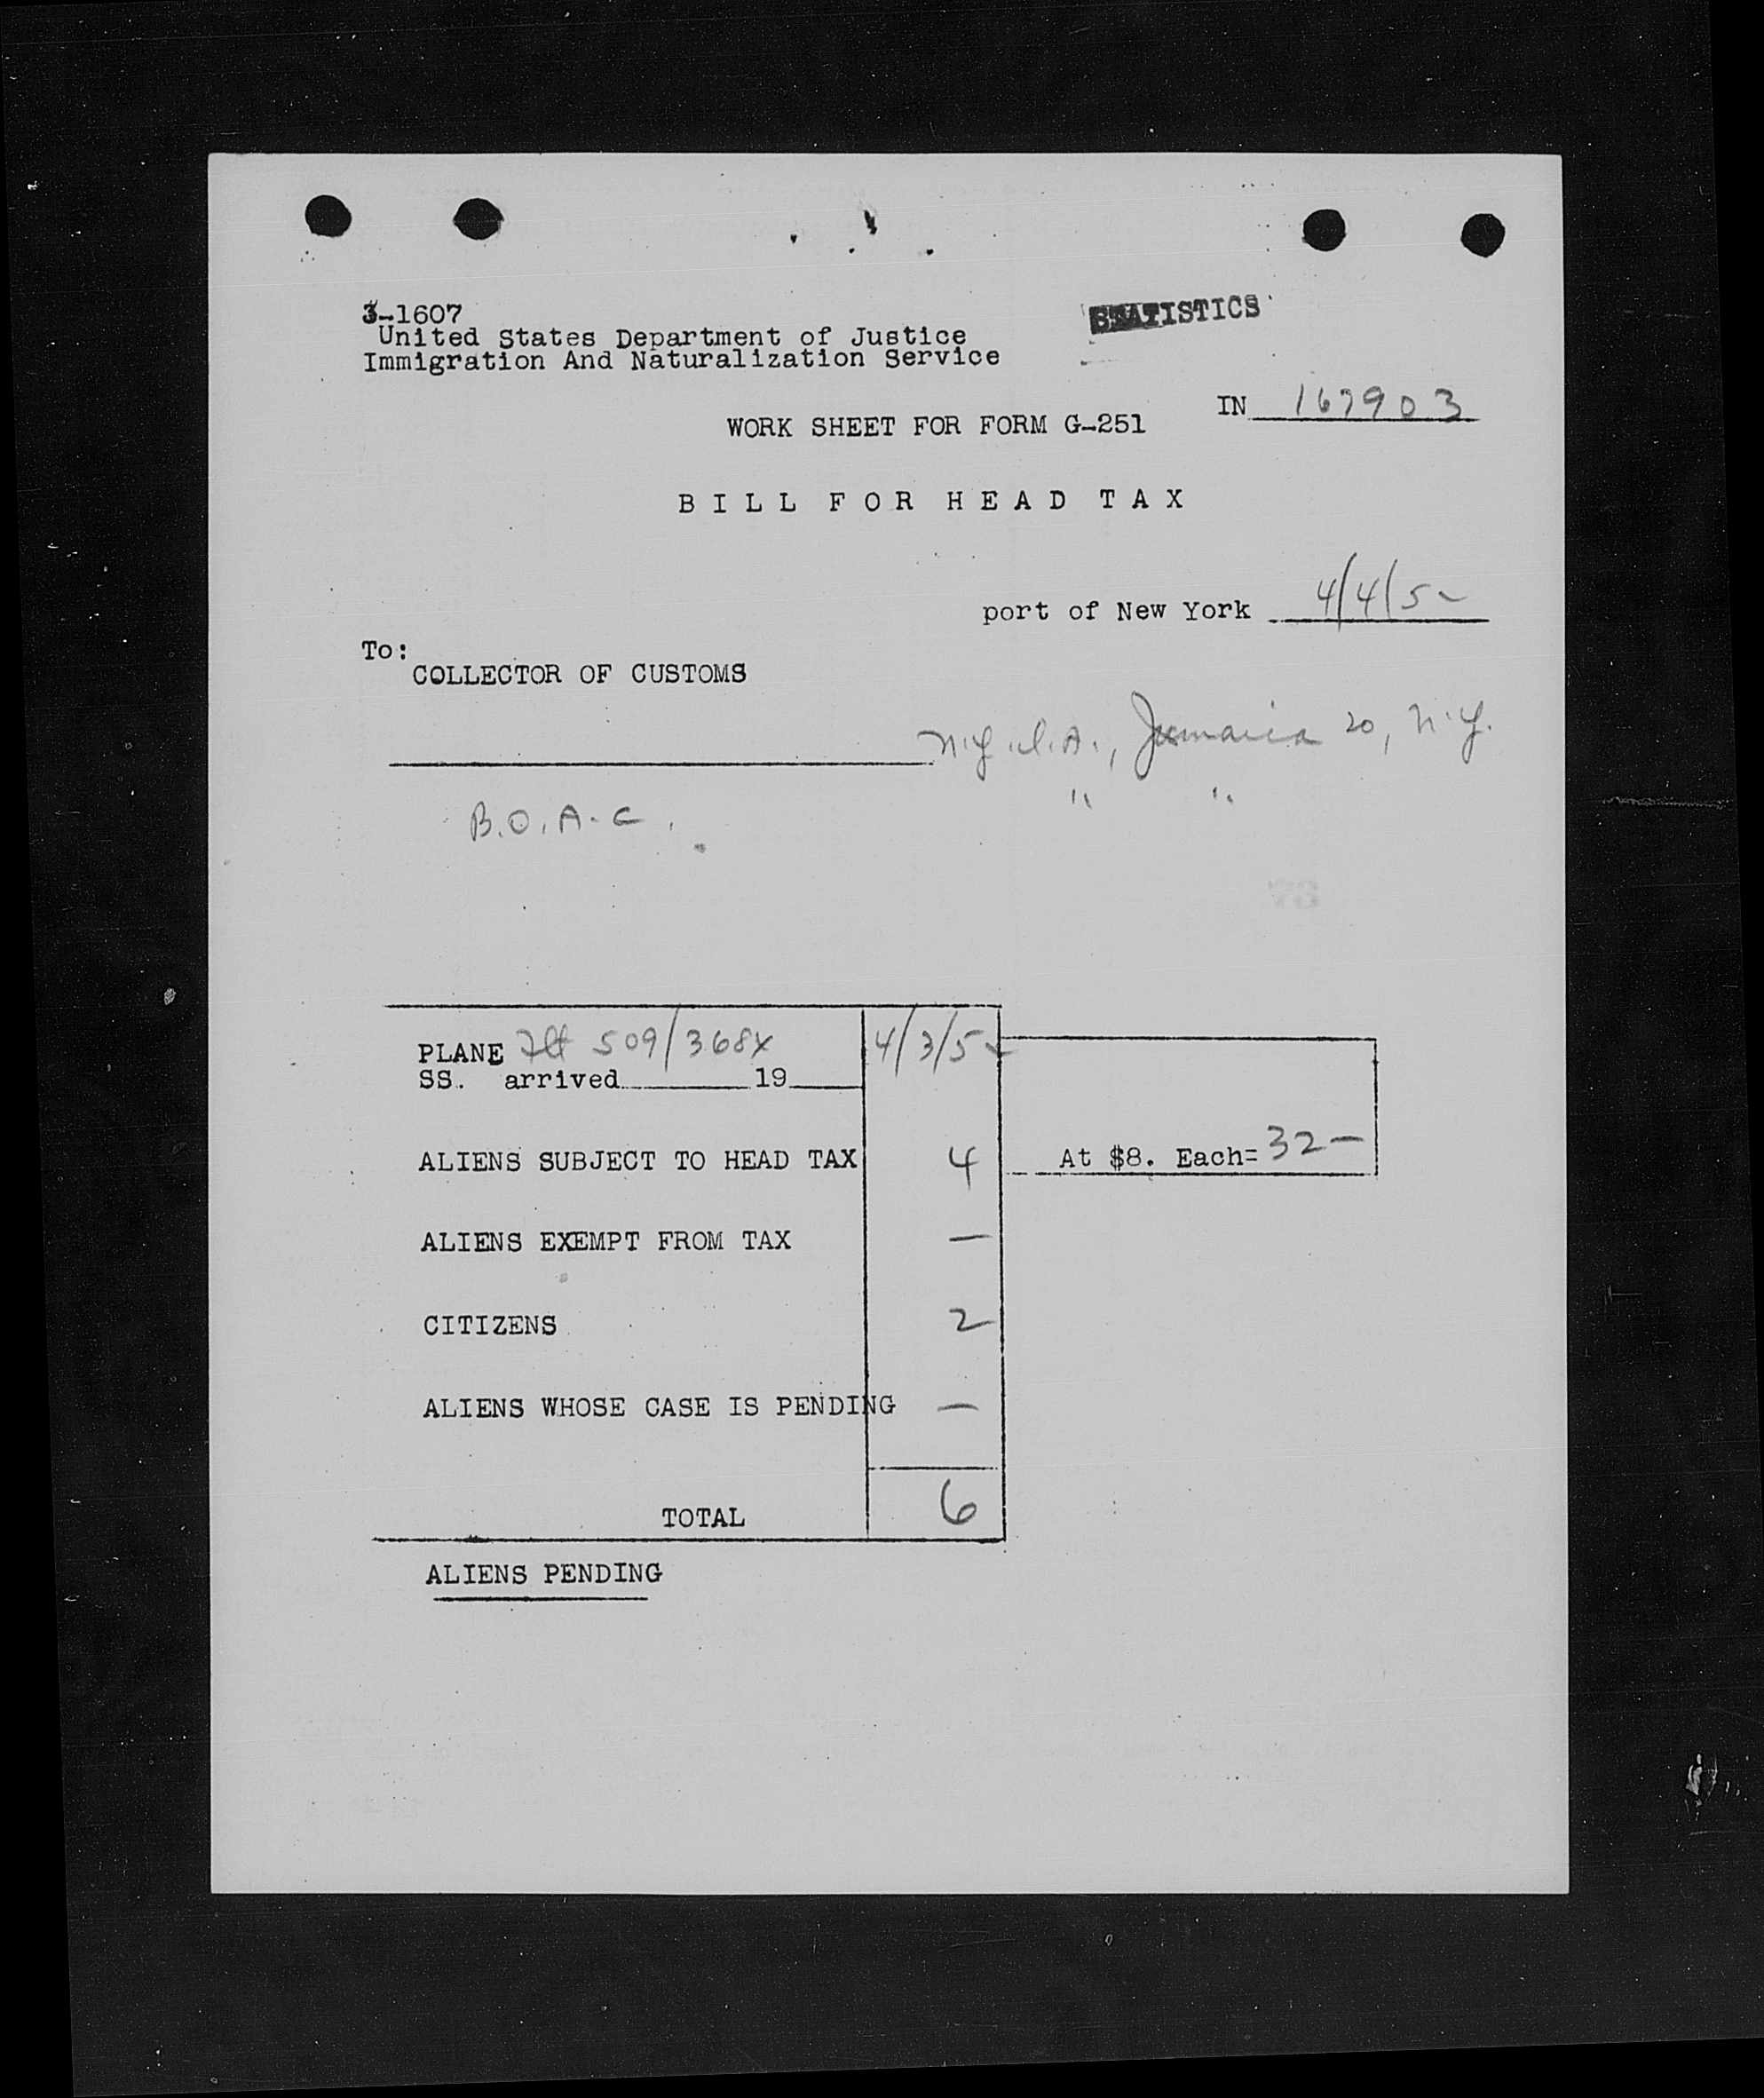 3-1607
STATISTICS
United States Department of Justice
Immigration And Naturalization Service
IN 167903
WORK SHEET FOR FORM G-251
BILL FOR HEAD TAX
port of New York 4/4/52
To:
COLLECTOR OF CUSTOMS
N.Y.I.A., Jamaica 20, N.Y.
B.O.A.C. " "
PLANE Flt 509/368X 4/3/52
SS. arrived 19
ALIENS SUBJECT TO HEAD TAX 4 At $8. Each= 32-
ALIENS EXEMPT FROM TAX —
CITIZENS 2
ALIENS WHOSE CASE IS PENDING —
TOTAL 6
ALIENS PENDING